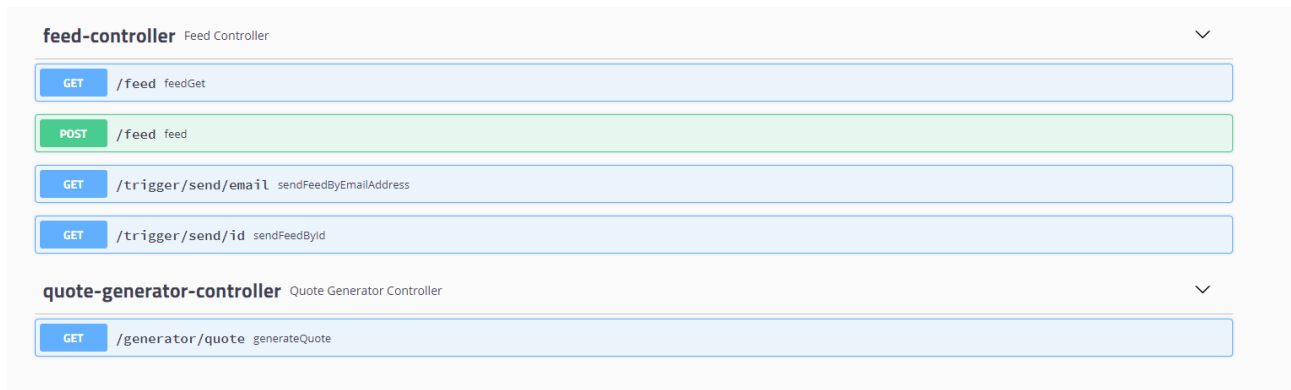 feed-controller Feed Controller
GET /feed feedGet
POST /feed feed
GET /trigger/send/email sendFeedByEmailAddress
GET /trigger/send/id sendFeedById
quote-generator-controller Quote Generator Controller
GET /generator/quote generateQuote